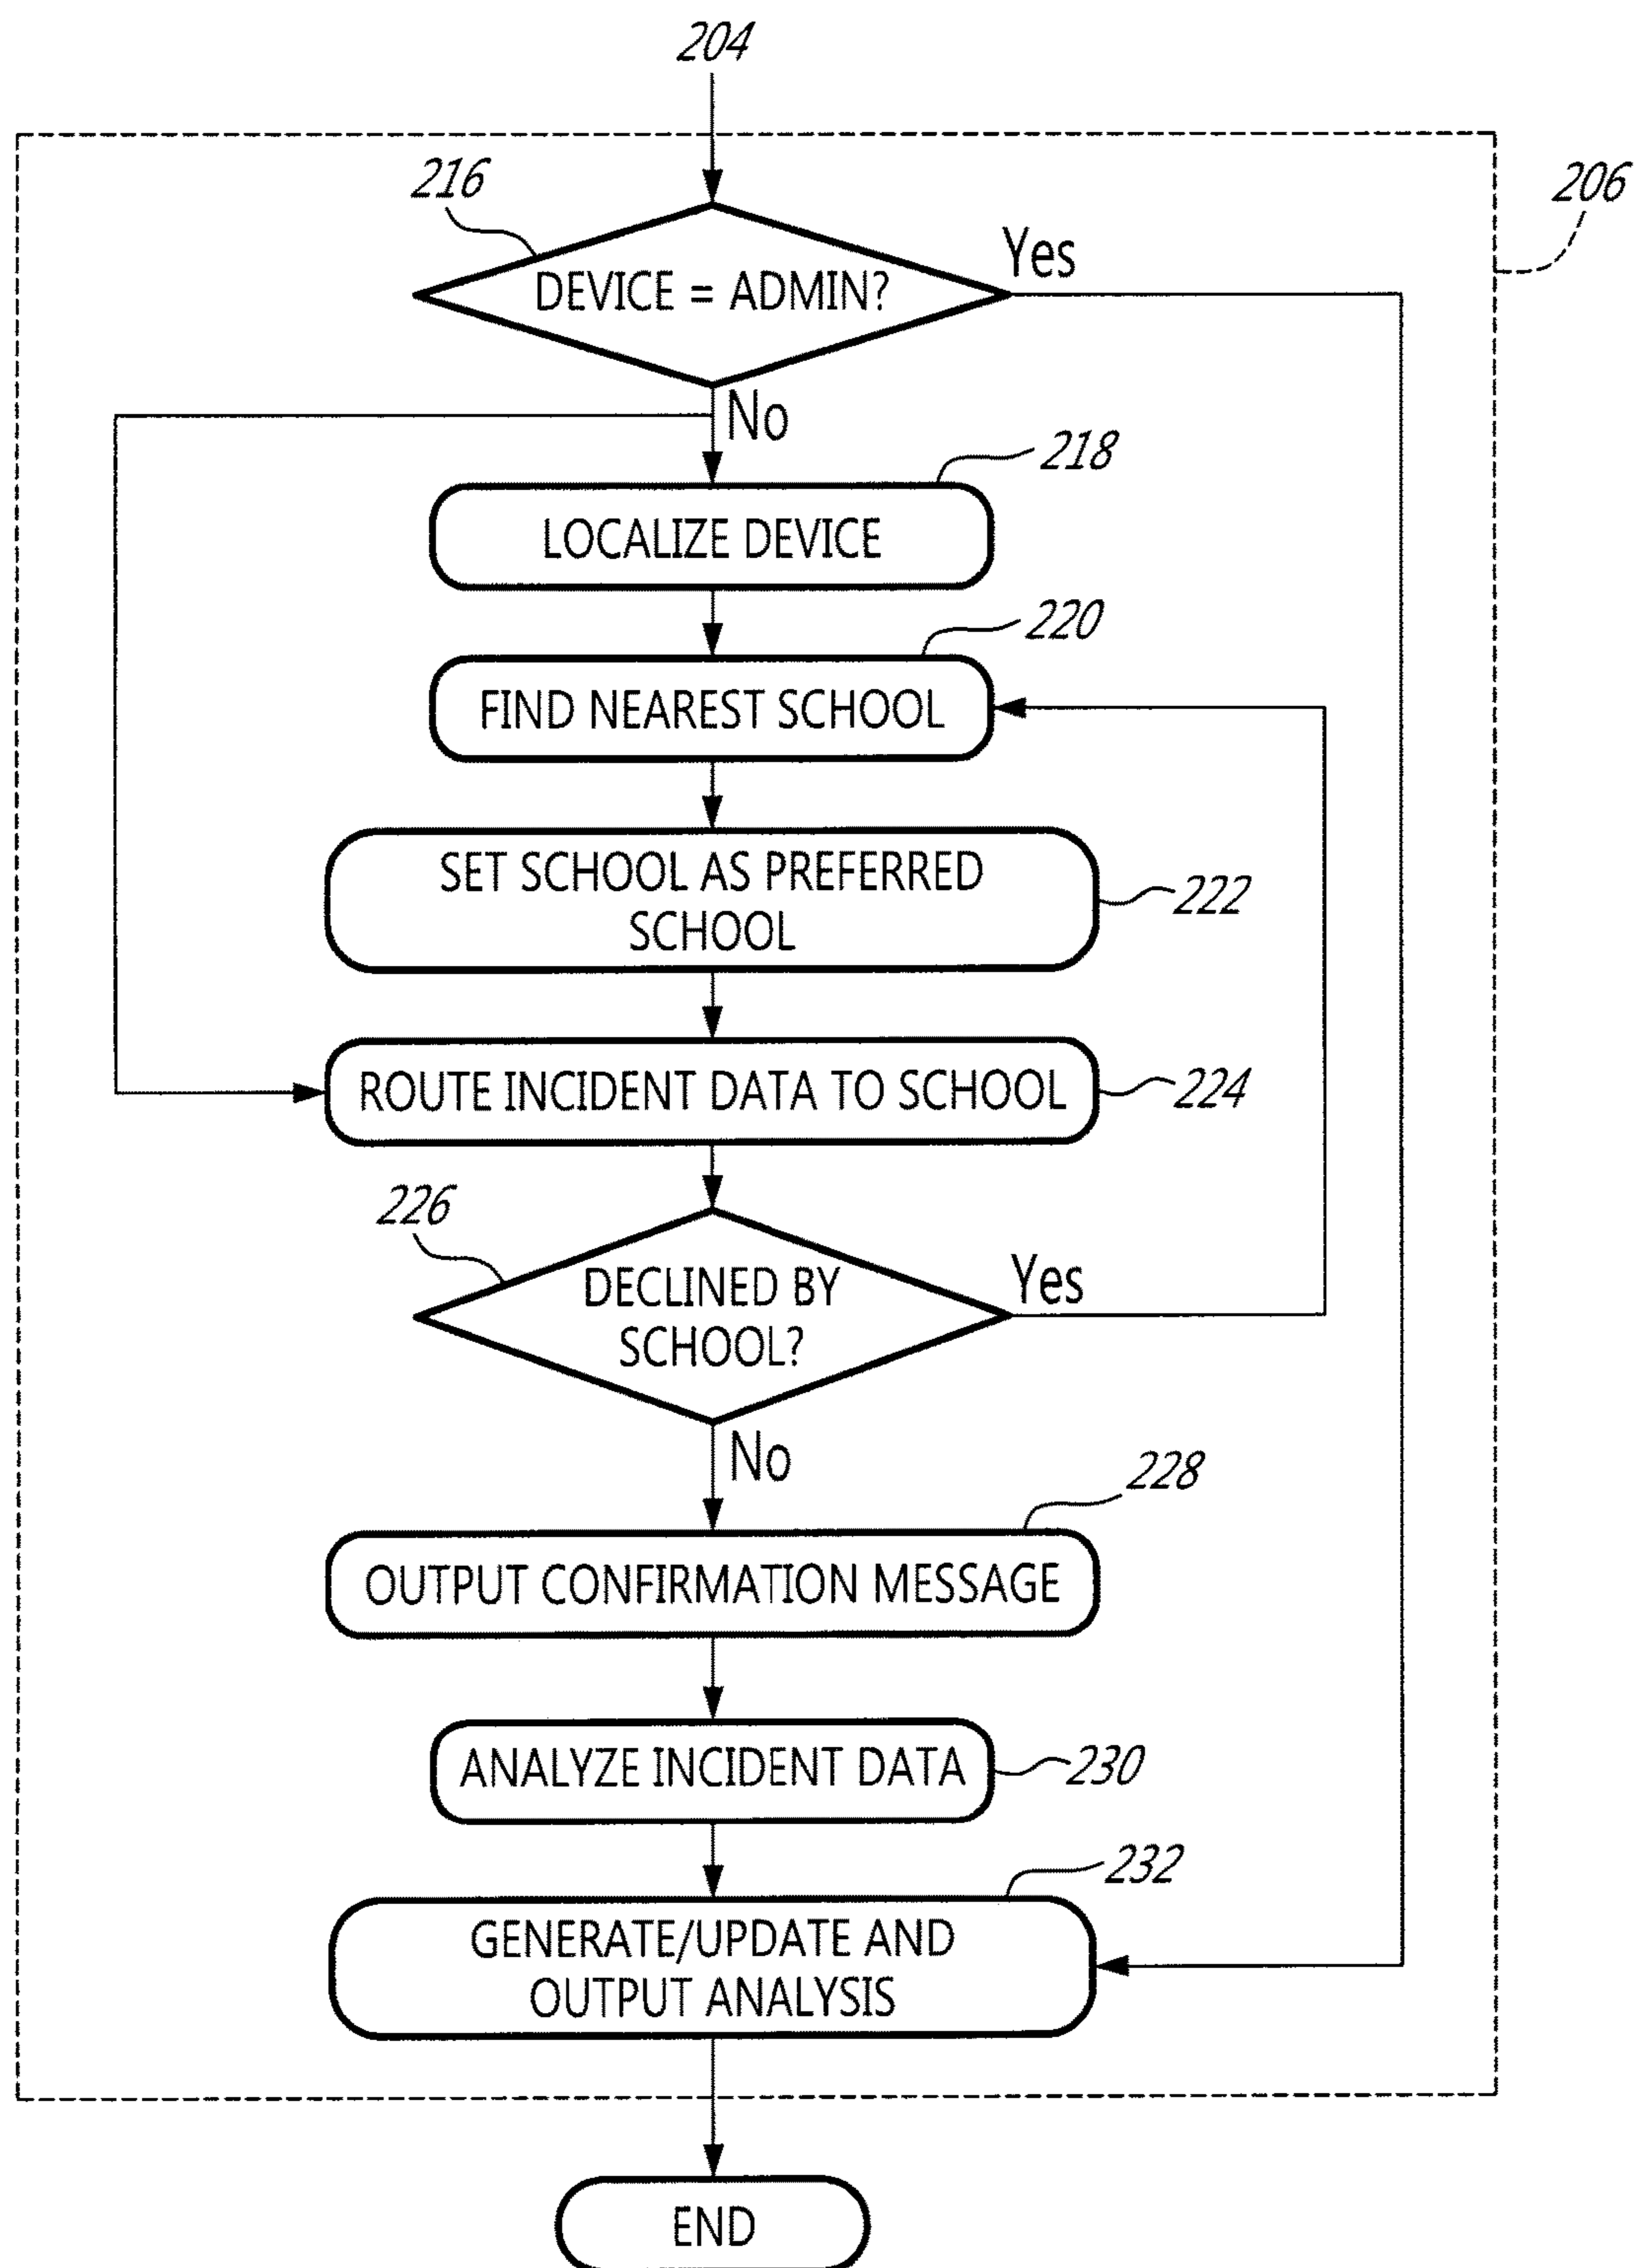 204
206
216
DEVICE = ADMIN?
Yes
No
218
LOCALIZE DEVICE
220
FIND NEAREST SCHOOL
SET SCHOOL AS PREFERRED
SCHOOL
222
ROUTE INCIDENT DATA TO SCHOOL
224
226
DECLINED BY
SCHOOL?
Yes
No
228
OUTPUT CONFIRMATION MESSAGE
ANALYZE INCIDENT DATA
230
232
GENERATE/UPDATE AND
OUTPUT ANALYSIS
END